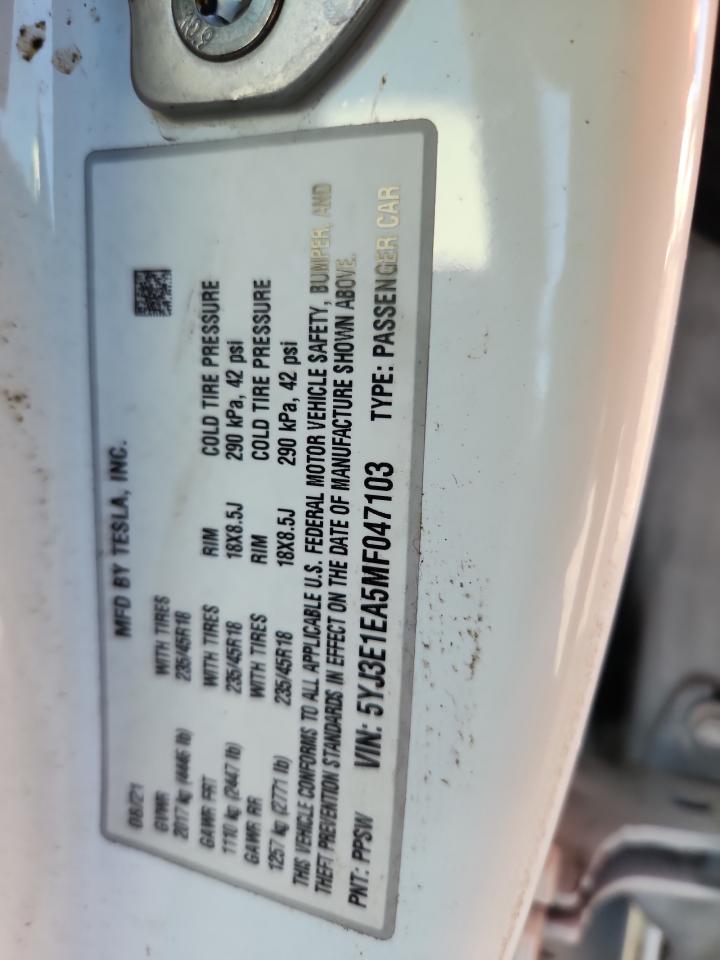 MFD BY TESLA, INC.
08/21
GVWR WITH TIRES
2017 kg (4446 lb) 235/45R18
GAWR FRT WITH TIRES RIM COLD TIRE PRESSURE
1110 kg (2447 lb) 235/45R18 18X8.5J 290 kPa, 42 psi
GAWR RR WITH TIRES RIM COLD TIRE PRESSURE
1257 kg (2771 lb) 235/45R18 18X8.5J 290 kPa, 42 psi
THIS VEHICLE CONFORMS TO ALL APPLICABLE U.S. FEDERAL MOTOR VEHICLE SAFETY, BUMPER, AND
THEFT PREVENTION STANDARDS IN EFFECT ON THE DATE OF MANUFACTURE SHOWN ABOVE.
PNT: PPSW VIN: 5YJ3E1EA5MF047103 TYPE: PASSENGER CAR